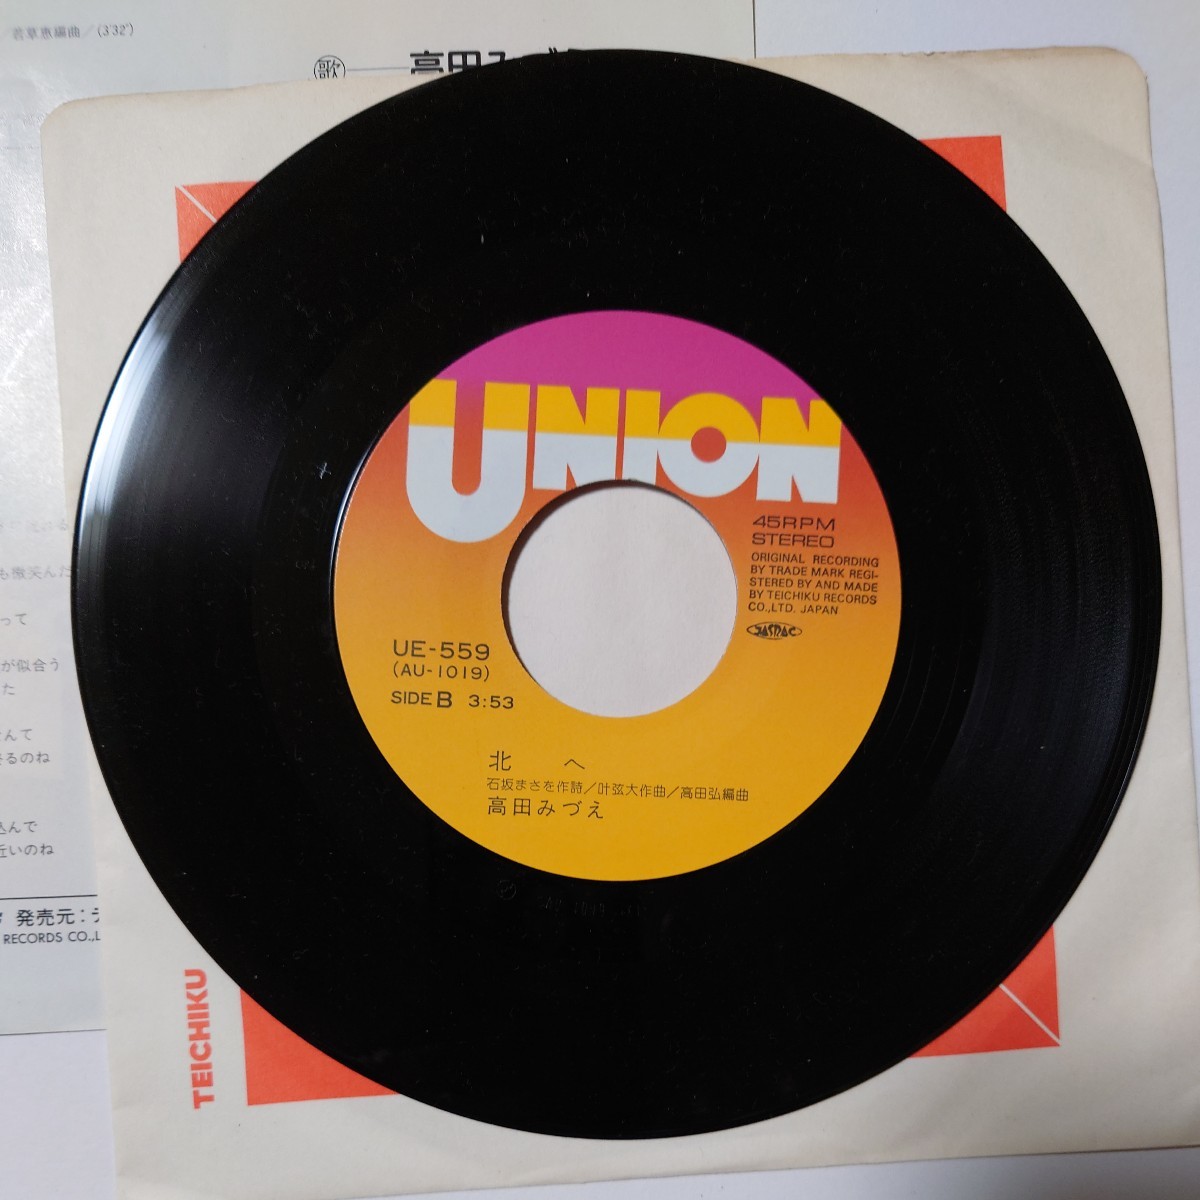 若草恵編曲/(3'32")
歌 高田みづえ
UNION
45RPM
STEREO
ORIGINAL RECORDING
BY TRADE MARK REGI-
STERED BY AND MADE
BY TEICHIKU RECORDS
CO.,LTD. JAPAN
JASRAC
UE-559
(AU-1019)
SIDE B 3:53
北へ
石坂まさを作詩/叶弦大作曲/高田弘編曲
高田みづえ
も微笑んだ
って
が似合う
た
んて
るのね
込んで
近いのね
発売元:テ
RECORDS CO.,L
TEICHIKU